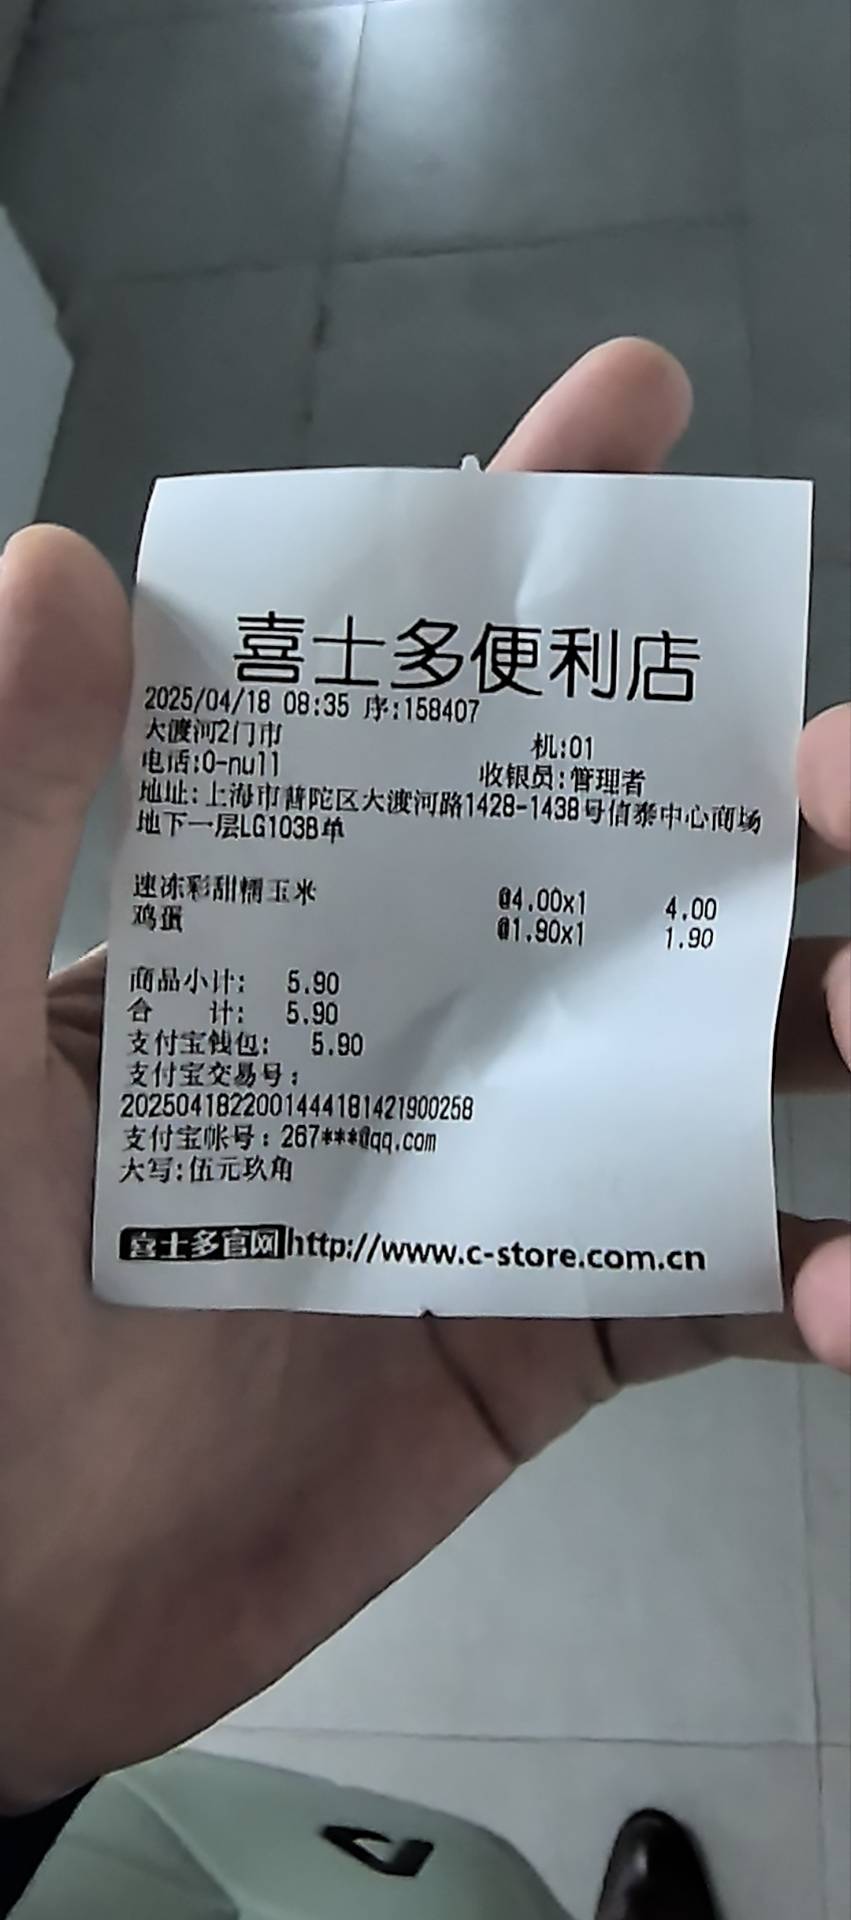 喜士多便利店
2025/04/18 08:35 序:158407
大渡河2门市 机:01
电话:0-null 收银员:管理者
地址:上海市普陀区大渡河路1428-1438号信泰中心商场
地下一层LG103B单
速冻彩甜糯玉米 @4.00x1 4.00
鸡蛋 @1.90x1 1.90
商品小计: 5.90
合 计: 5.90
支付宝钱包: 5.90
支付宝交易号:
2025041822001444181421900258
支付宝帐号:267***@qq.com
大写:伍元玖角
喜士多官网http://www.c-store.com.cn